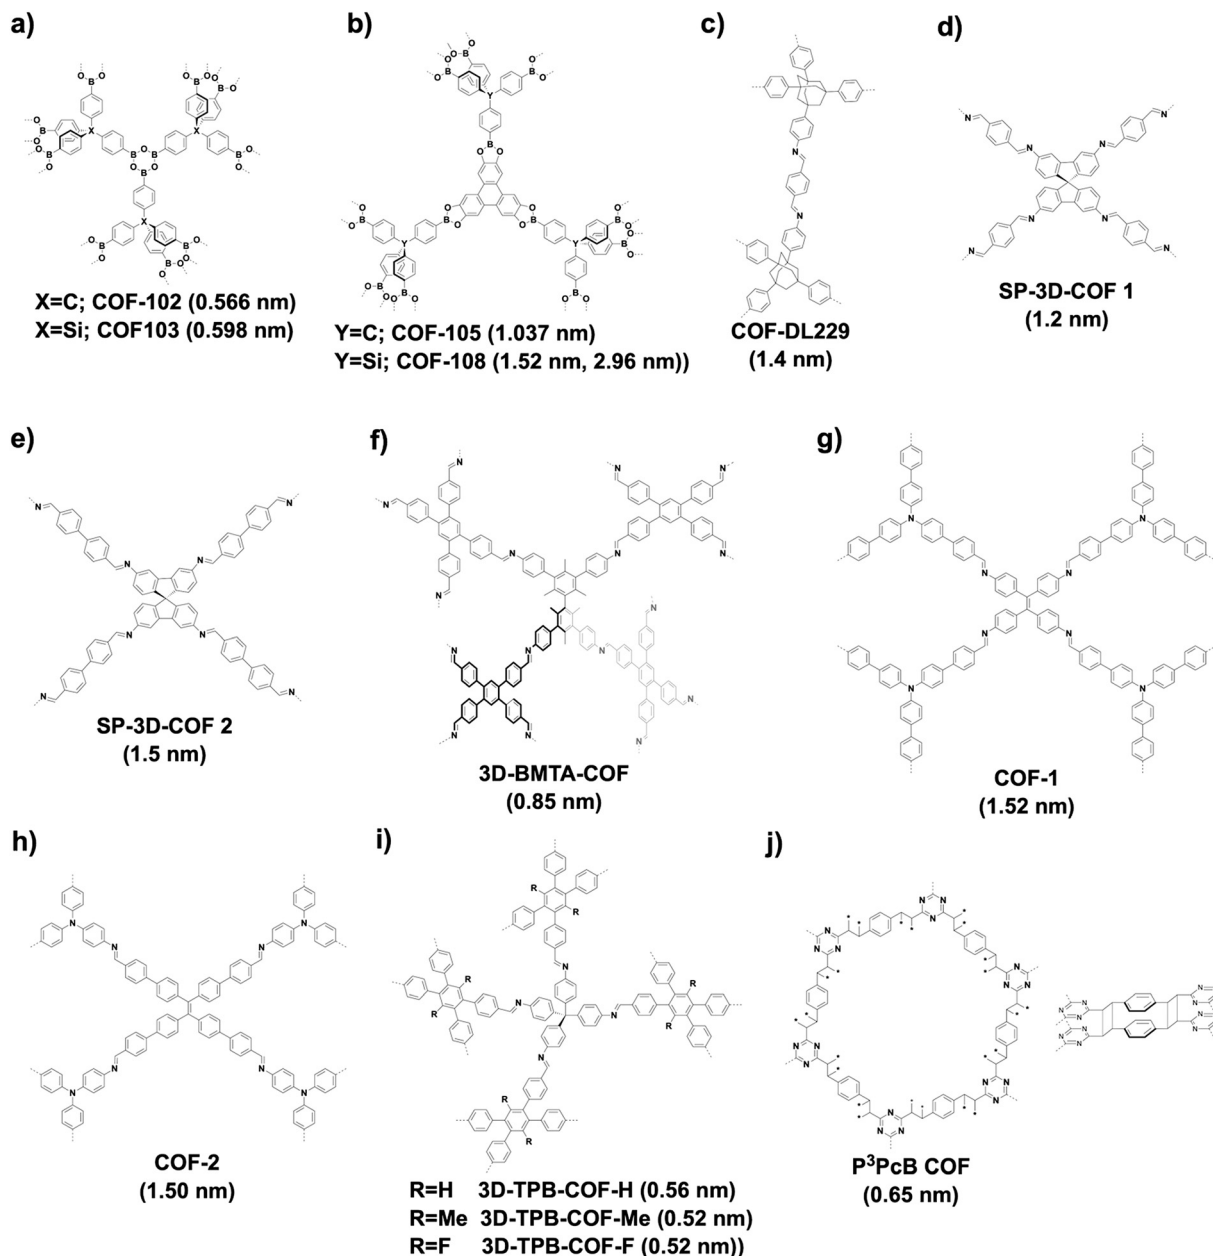 a)
b)
c)
d)
X=C; COF-102 (0.566 nm)
X=Si; COF103 (0.598 nm)
Y=C; COF-105 (1.037 nm)
Y=Si; COF-108 (1.52 nm, 2.96 nm))
COF-DL229
(1.4 nm)
SP-3D-COF 1
(1.2 nm)
e)
f)
g)
SP-3D-COF 2
(1.5 nm)
3D-BMTA-COF
(0.85 nm)
COF-1
(1.52 nm)
h)
i)
j)
COF-2
(1.50 nm)
R=H 3D-TPB-COF-H (0.56 nm)
R=Me 3D-TPB-COF-Me (0.52 nm)
R=F 3D-TPB-COF-F (0.52 nm))
P³PcB COF
(0.65 nm)